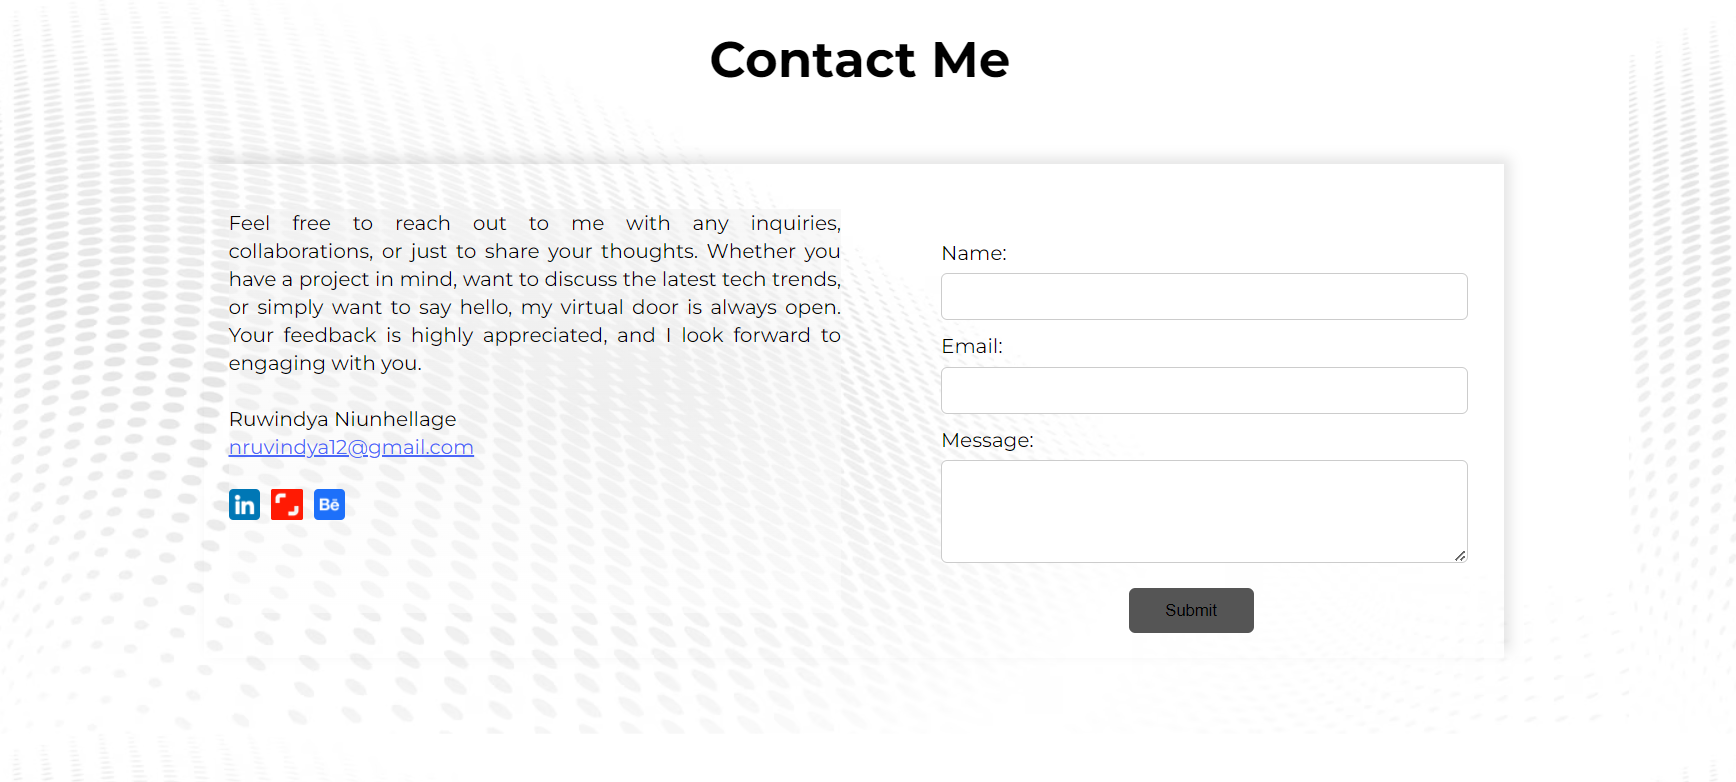 Contact Me
Feel free to reach out to me with any inquiries,
collaborations, or just to share your thoughts. Whether you
have a project in mind, want to discuss the latest tech trends,
or simply want to say hello, my virtual door is always open.
Your feedback is highly appreciated, and I look forward to
engaging with you.
Ruwindya Niunhellage
nruvindya12@gmail.com
in
Bē
Name:
Email:
Message:
Submit